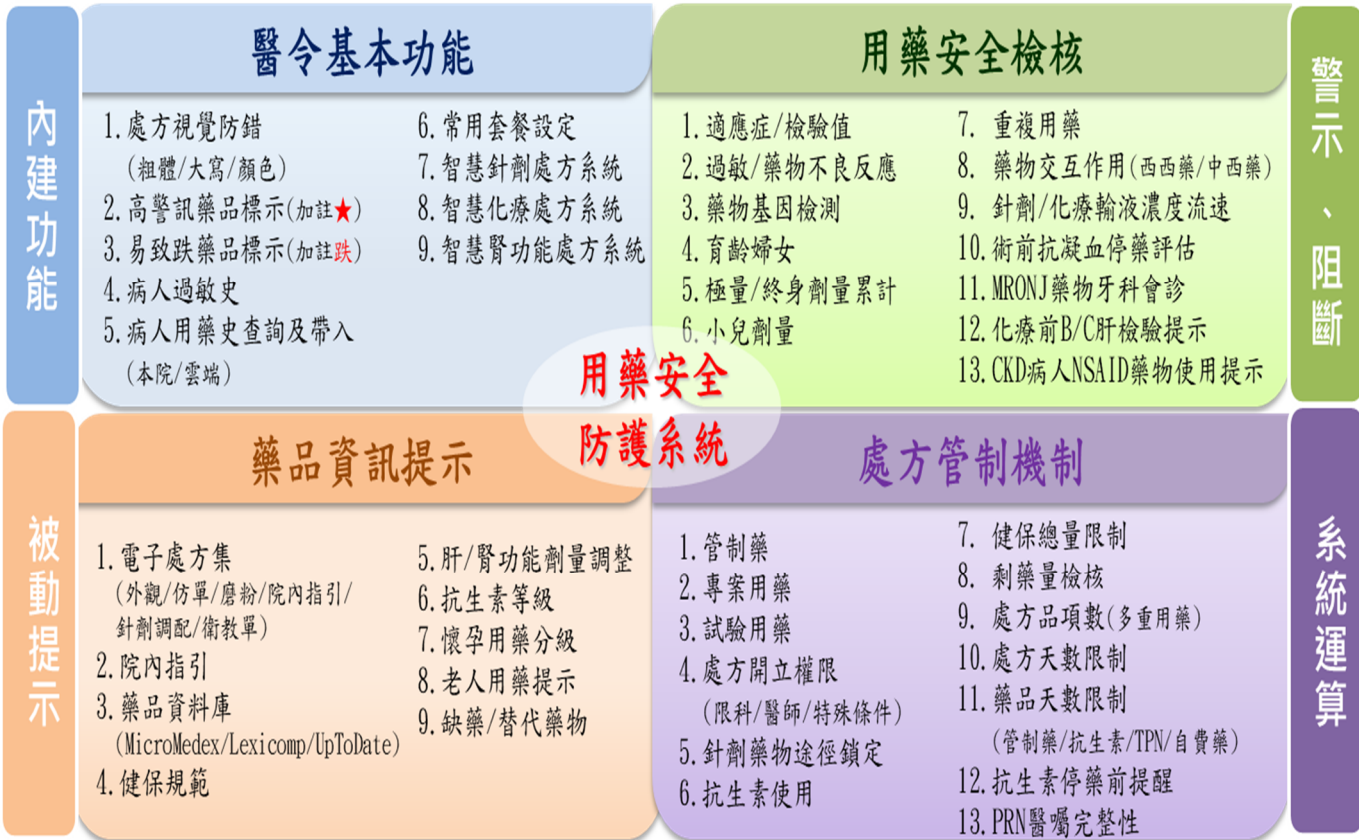 內建功能
醫令基本功能
1.處方視覺防錯
(粗體/大寫/顏色)
2.高警訊藥品標示(加註★)
3.易致跌藥品標示(加註跌)
4.病人過敏史
5.病人用藥史查詢及帶入
(本院/雲端)
6.常用套餐設定
7.智慧針劑處方系統
8.智慧化療處方系統
9.智慧腎功能處方系統
用藥安全檢核
1.適應症/檢驗值
2.過敏/藥物不良反應
3.藥物基因檢測
4.育齡婦女
5.極量/終身劑量累計
6.小兒劑量
7.重複用藥
8.藥物交互作用(西西藥/中西藥)
9.針劑/化療輸液濃度流速
10.術前抗凝血停藥評估
11.MRONJ藥物牙科會診
12.化療前B/C肝檢驗提示
13.CKD病人NSAID藥物使用提示
警示、阻斷
用藥安全
防護系統
被動提示
藥品資訊提示
1.電子處方集
(外觀/仿單/磨粉/院內指引/
針劑調配/衛教單)
2.院內指引
3.藥品資料庫
(MicroMedex/Lexicomp/UpToDate)
4.健保規範
5.肝/腎功能劑量調整
6.抗生素等級
7.懷孕用藥分級
8.老人用藥提示
9.缺藥/替代藥物
處方管制機制
1.管制藥
2.專案用藥
3.試驗用藥
4.處方開立權限
(限科/醫師/特殊條件)
5.針劑藥物途徑鎖定
6.抗生素使用
7.健保總量限制
8.剩藥量檢核
9.處方品項數(多重用藥)
10.處方天數限制
11.藥品天數限制
(管制藥/抗生素/TPN/自費藥)
12.抗生素停藥前提醒
13.PRN醫囑完整性
系統運算